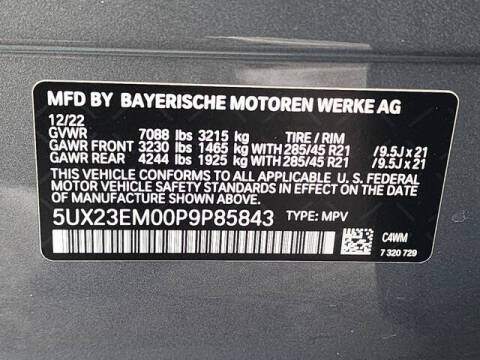 MFD BY BAYERISCHE MOTOREN WERKE AG
12/22
GVWR 7088 lbs 3215 kg TIRE / RIM
GAWR FRONT 3230 lbs 1465 kg WITH 285/45 R21 /9.5J x 21
GAWR REAR 4244 lbs 1925 kg WITH 285/45 R21 /9.5J x 21
THIS VEHICLE CONFORMS TO ALL APPLICABLE U. S. FEDERAL
MOTOR VEHICLE SAFETY STANDARDS IN EFFECT ON THE DATE
OF MANUFACTURE SHOWN ABOVE.
5UX23EM00P9P85843 TYPE: MPV
C4WM
7 320 729